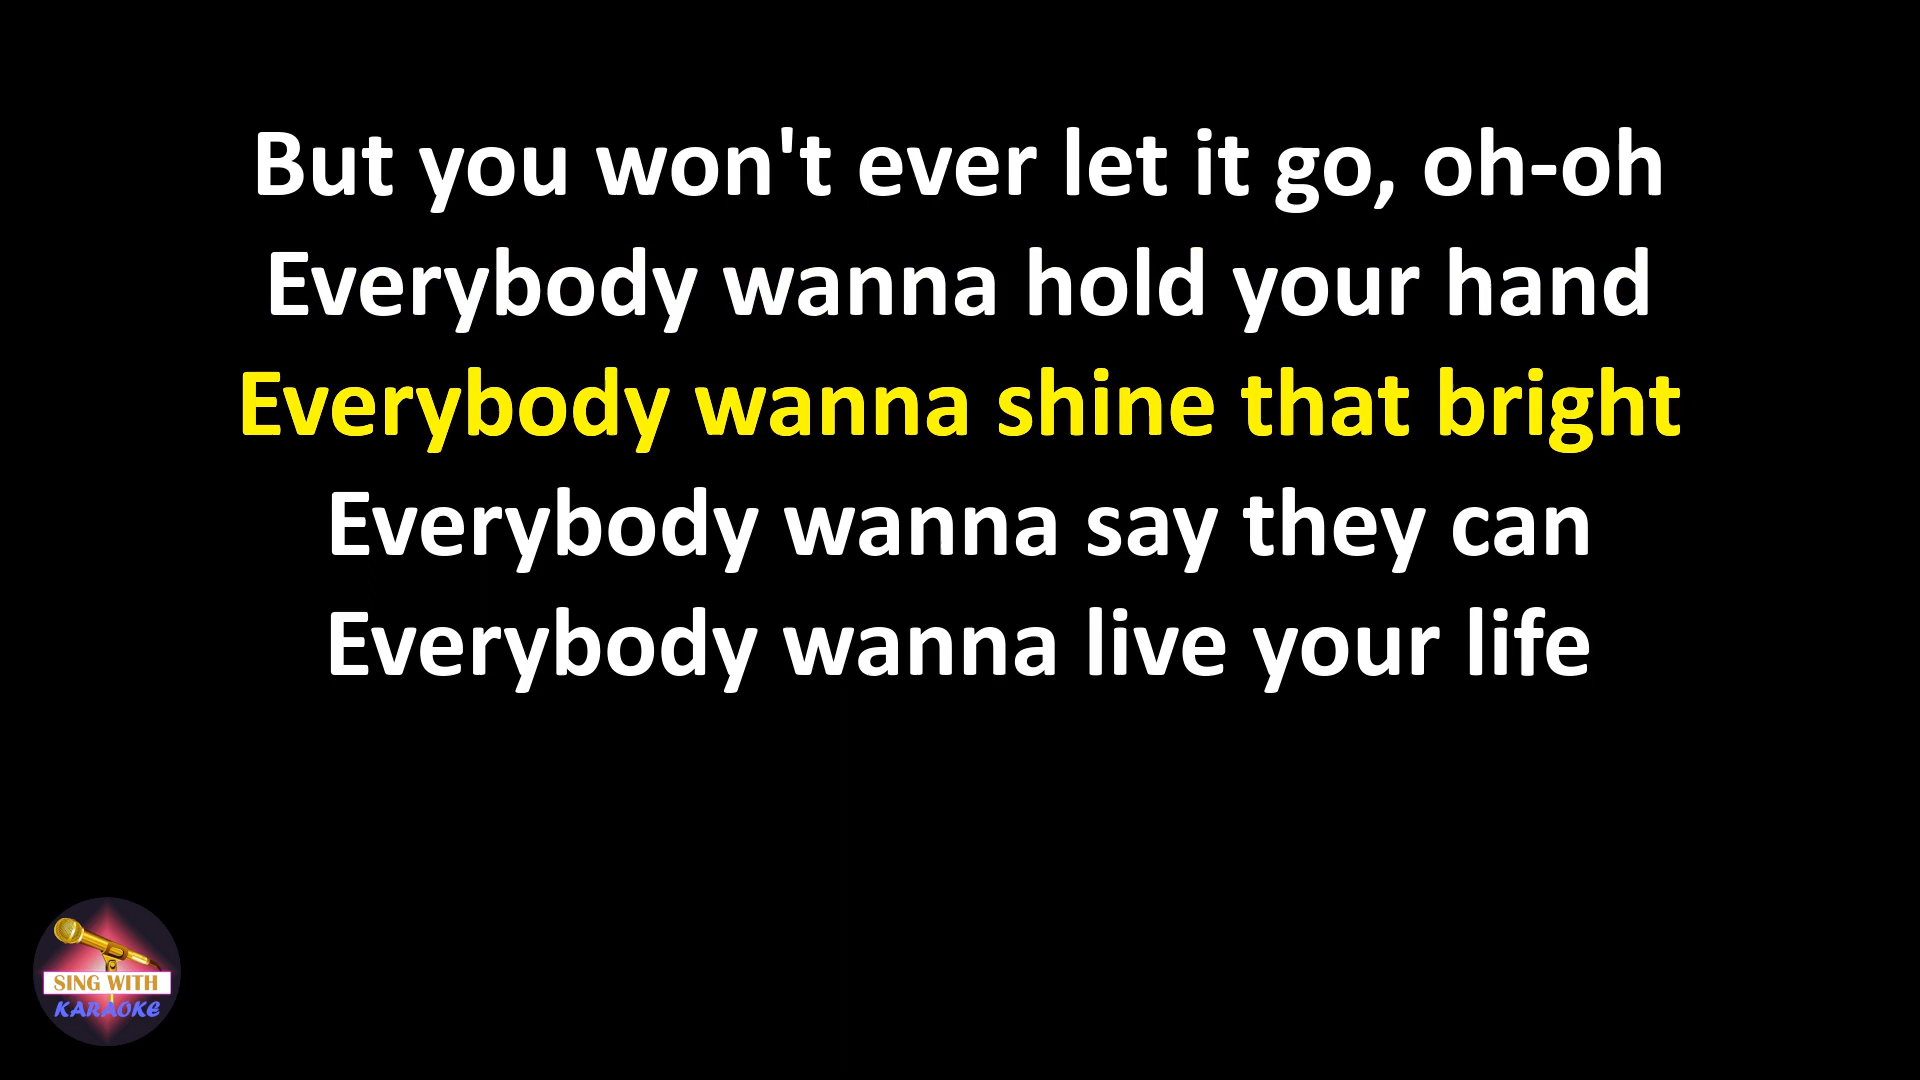 But you won't ever let it go, oh-oh
Everybody wanna hold your hand
Everybody wanna shine that bright
Everybody wanna say they can
Everybody wanna live your life
SING WITH
KARAOKE